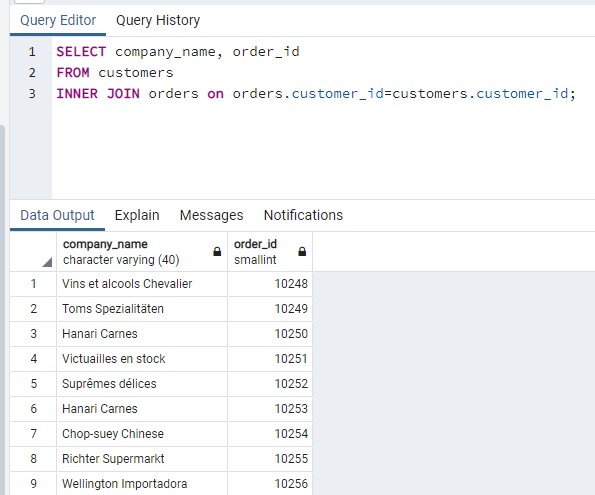 Query Editor Query History
1 SELECT company_name, order_id
2 FROM customers
3 INNER JOIN orders on orders.customer_id=customers.customer_id;
Data Output Explain Messages Notifications
company_name order_id
character varying (40) smallint
1 Vins et alcools Chevalier 10248
2 Toms Spezialitäten 10249
3 Hanari Carnes 10250
4 Victuailles en stock 10251
5 Suprêmes délices 10252
6 Hanari Carnes 10253
7 Chop-suey Chinese 10254
8 Richter Supermarkt 10255
9 Wellington Importadora 10256